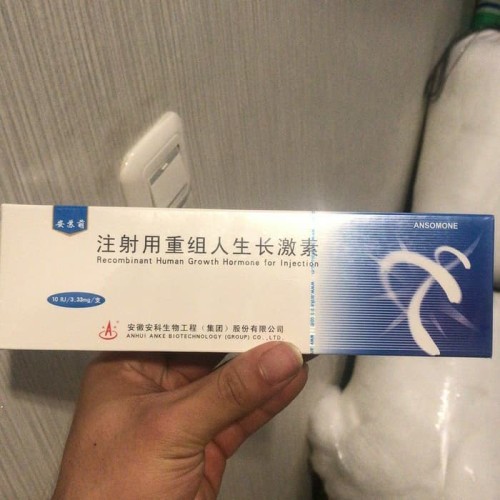 安苏萌
ANSOMONE
注射用重组人生长激素
Recombinant Human Growth Hormone for Injection
10 IU/3.33mg/支
安徽安科生物工程（集团）股份有限公司
ANHUI ANKE BIOTECHNOLOGY (GROUP) CO., LTD.